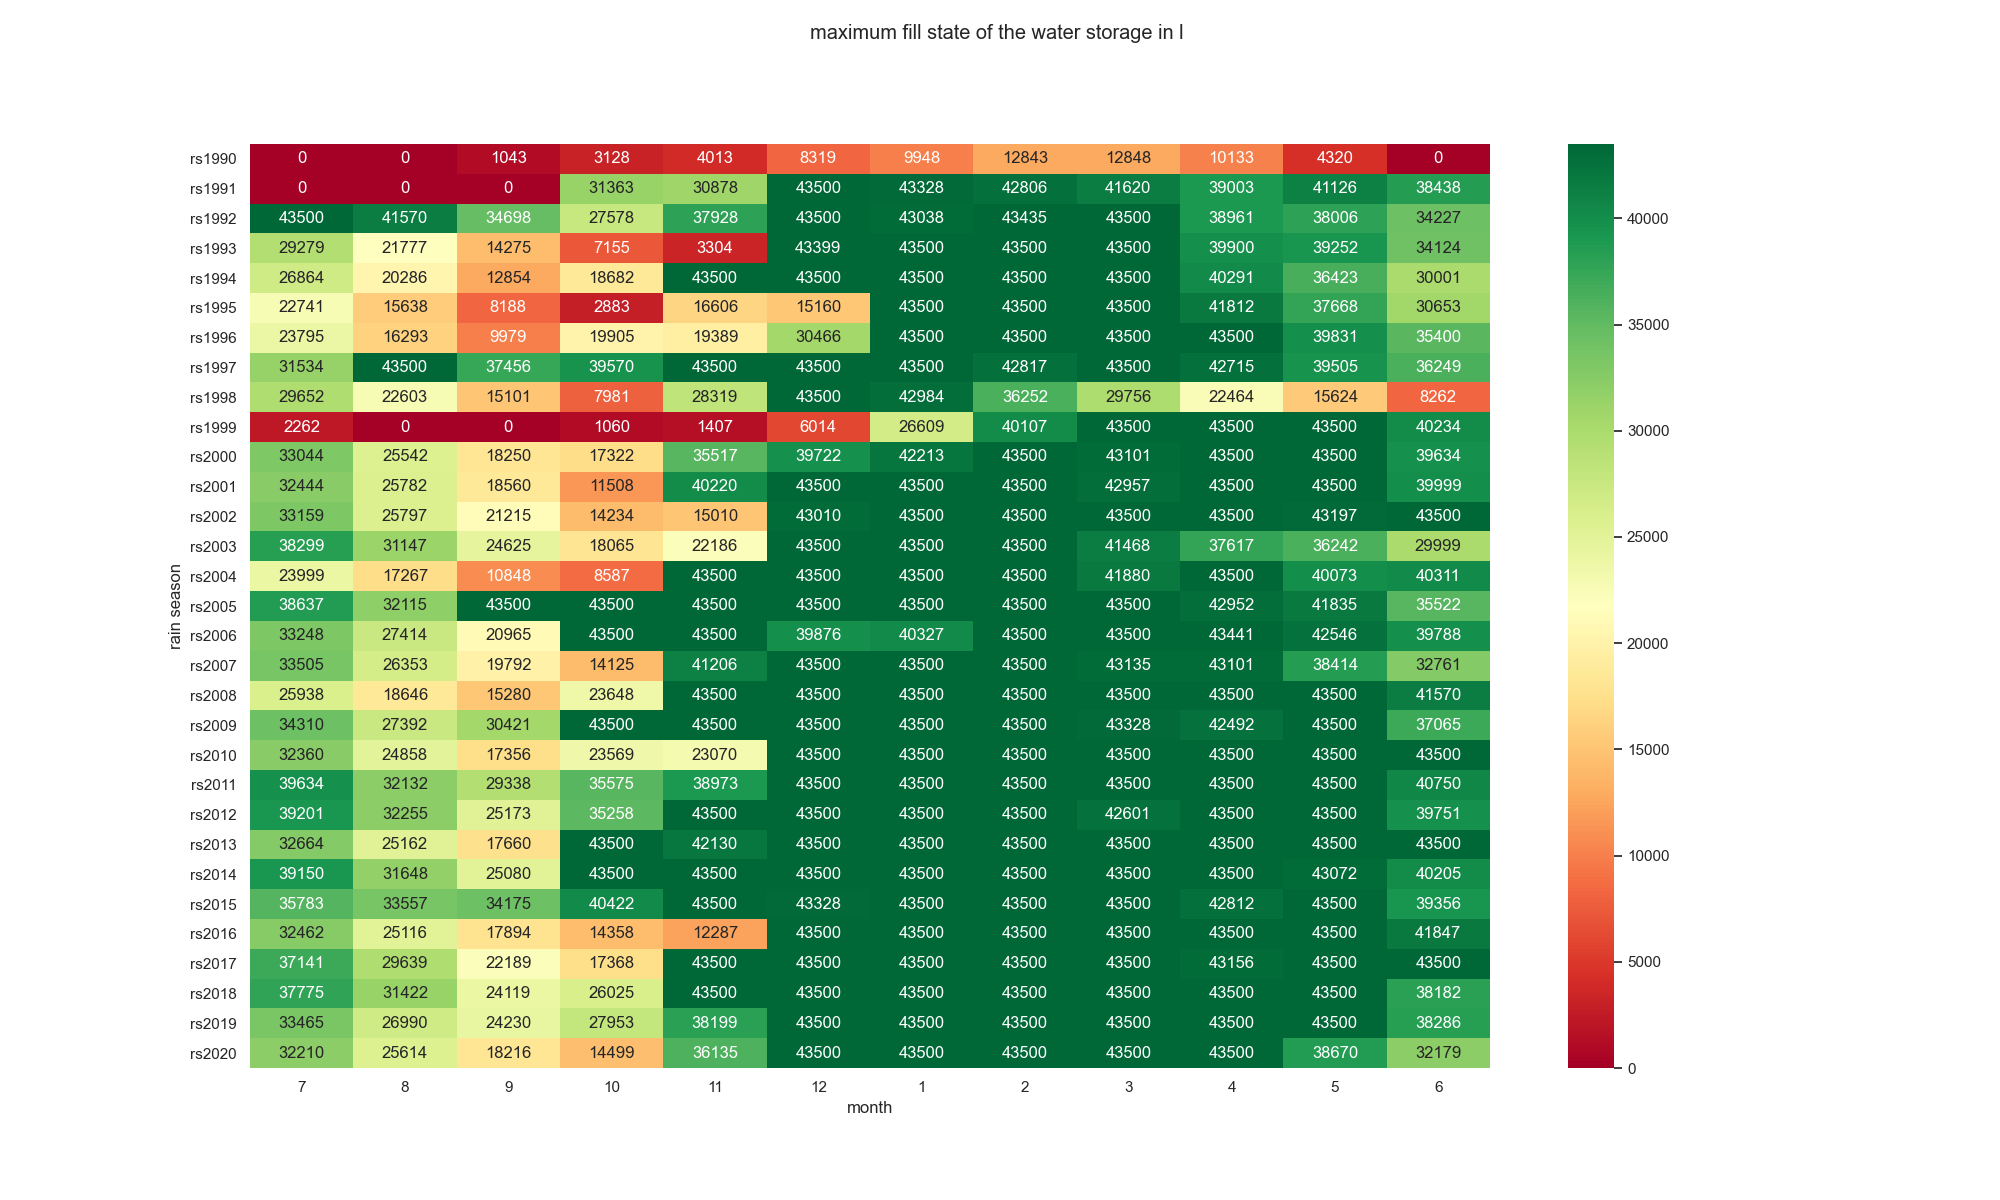 maximum fill state of the water storage in l
rs1990 0 0 1043 3128 4013 8319 9948 12843 12848 10133 4320 0
rs1991 0 0 0 31363 30878 43500 43328 42806 41620 39003 41126 38438
rs1992 43500 41570 34698 27578 37928 43500 43038 43435 43500 38961 38006 34227
rs1993 29279 21777 14275 7155 3304 43399 43500 43500 43500 39900 39252 34124
rs1994 26864 20286 12854 18682 43500 43500 43500 43500 43500 40291 36423 30001
rs1995 22741 15638 8188 2883 16606 15160 43500 43500 43500 41812 37668 30653
rs1996 23795 16293 9979 19905 19389 30466 43500 43500 43500 43500 39831 35400
rs1997 31534 43500 37456 39570 43500 43500 43500 42817 43500 42715 39505 36249
rs1998 29652 22603 15101 7981 28319 43500 42984 36252 29756 22464 15624 8262
rs1999 2262 0 0 1060 1407 6014 26609 40107 43500 43500 43500 40234
rs2000 33044 25542 18250 17322 35517 39722 42213 43500 43101 43500 43500 39634
rs2001 32444 25782 18560 11508 40220 43500 43500 43500 42957 43500 43500 39999
rs2002 33159 25797 21215 14234 15010 43010 43500 43500 43500 43500 43197 43500
rs2003 38299 31147 24625 18065 22186 43500 43500 43500 41468 37617 36242 29999
rs2004 23999 17267 10848 8587 43500 43500 43500 43500 41880 43500 40073 40311
rs2005 38637 32115 43500 43500 43500 43500 43500 43500 43500 42952 41835 35522
rs2006 33248 27414 20965 43500 43500 39876 40327 43500 43500 43441 42546 39788
rs2007 33505 26353 19792 14125 41206 43500 43500 43500 43135 43101 38414 32761
rs2008 25938 18646 15280 23648 43500 43500 43500 43500 43500 43500 43500 41570
rs2009 34310 27392 30421 43500 43500 43500 43500 43500 43328 42492 43500 37065
rs2010 32360 24858 17356 23569 23070 43500 43500 43500 43500 43500 43500 43500
rs2011 39634 32132 29338 35575 38973 43500 43500 43500 43500 43500 43500 40750
rs2012 39201 32255 25173 35258 43500 43500 43500 43500 42601 43500 43500 39751
rs2013 32664 25162 17660 43500 42130 43500 43500 43500 43500 43500 43500 43500
rs2014 39150 31648 25080 43500 43500 43500 43500 43500 43500 43500 43072 40205
rs2015 35783 33557 34175 40422 43500 43328 43500 43500 43500 42812 43500 39356
rs2016 32462 25116 17894 14358 12287 43500 43500 43500 43500 43500 43500 41847
rs2017 37141 29639 22189 17368 43500 43500 43500 43500 43500 43156 43500 43500
rs2018 37775 31422 24119 26025 43500 43500 43500 43500 43500 43500 43500 38182
rs2019 33465 26990 24230 27953 38199 43500 43500 43500 43500 43500 43500 38286
rs2020 32210 25614 18216 14499 36135 43500 43500 43500 43500 43500 38670 32179
7 8 9 10 11 12 1 2 3 4 5 6
month
rain season
40000
35000
30000
25000
20000
15000
10000
5000
0